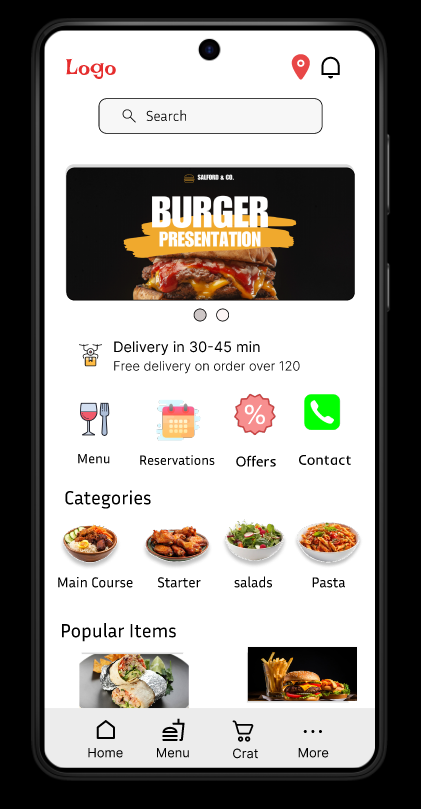 Logo
Search
SALFORD & CO.
BURGER
PRESENTATION
Delivery in 30-45 min
Free delivery on order over 120
Menu Reservations Offers Contact
Categories
Main Course Starter salads Pasta
Popular Items
Home Menu Crat More